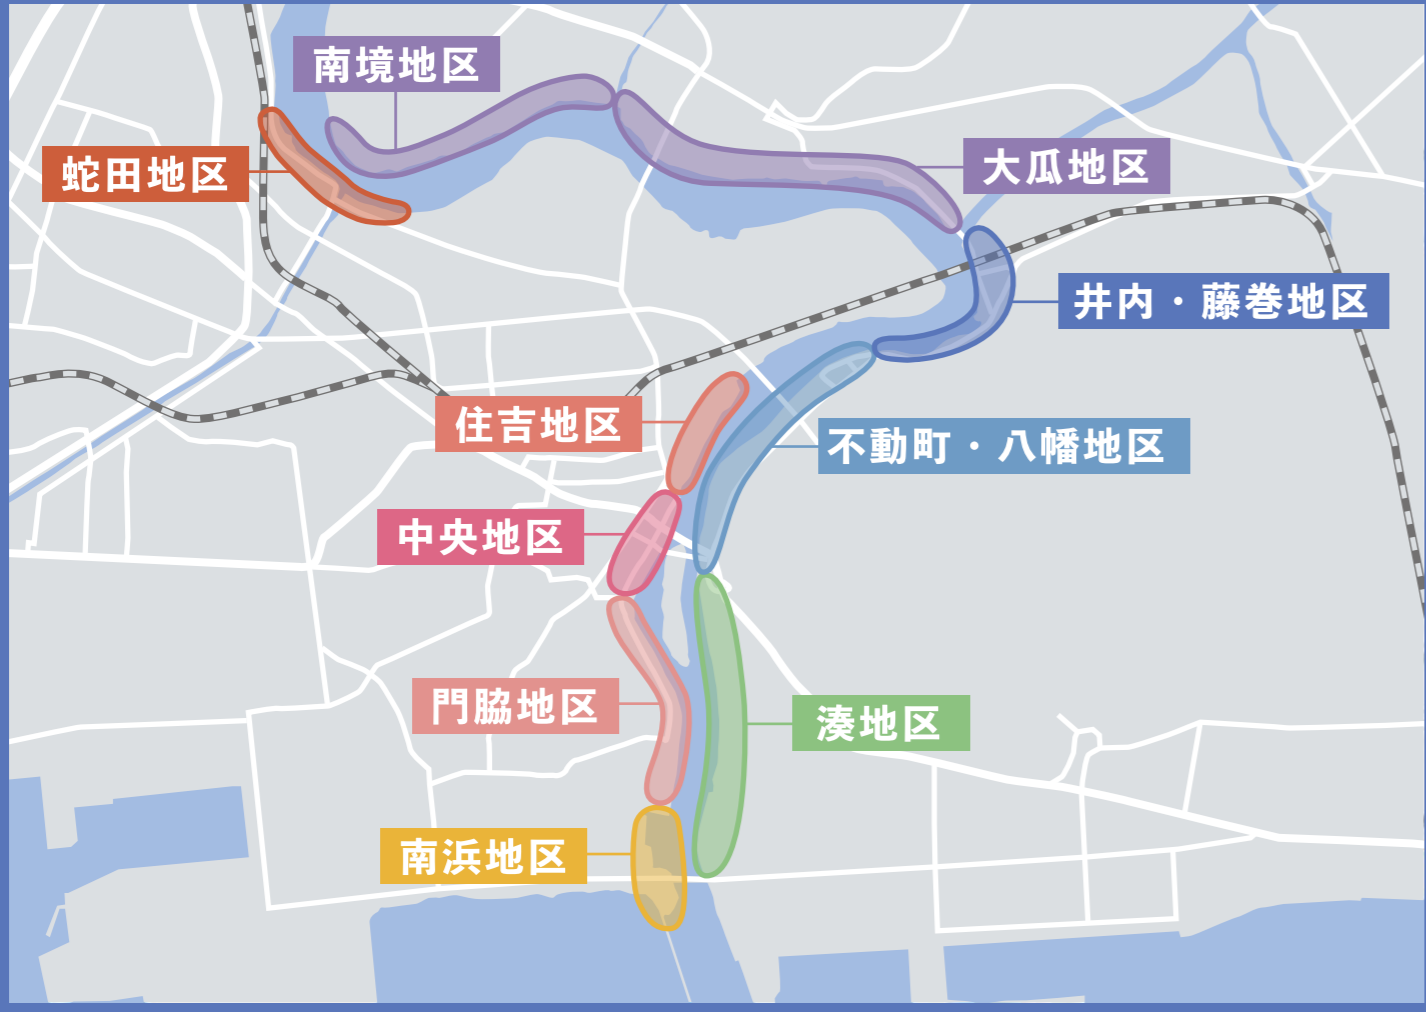 南境地区
蛇田地区
大瓜地区
井内・藤巻地区
住吉地区
不動町・八幡地区
中央地区
門脇地区
湊地区
南浜地区